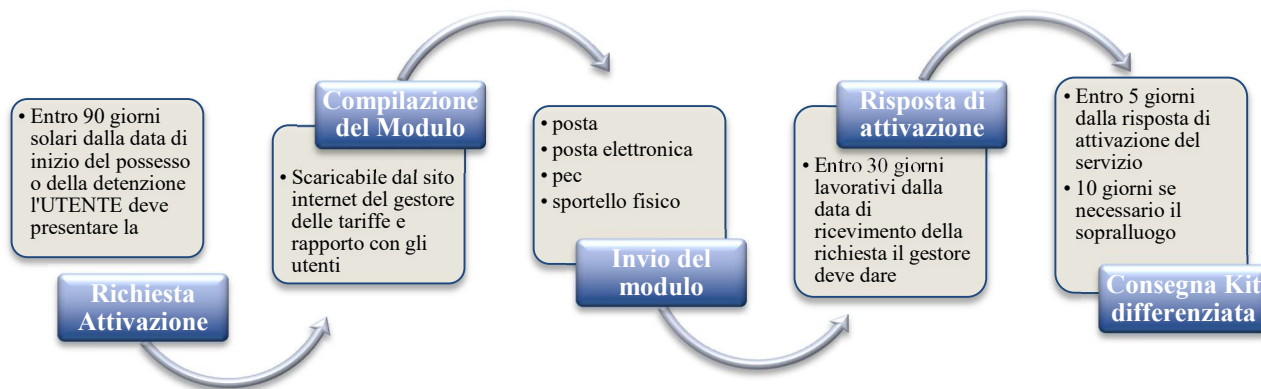 • Entro 90 giorni
solari dalla data di
inizio del possesso
o della detenzione
l'UTENTE deve
presentare la
Richiesta
Attivazione
Compilazione
del Modulo
• Scaricabile dal sito
internet del gestore
delle tariffe e
rapporto con gli
utenti
• posta
• posta elettronica
• pec
• sportello fisico
Invio del
modulo
Risposta di
attivazione
• Entro 30 giorni
lavorativi dalla
data di
ricevimento della
richiesta il gestore
deve dare
• Entro 5 giorni
dalla risposta di
attivazione del
servizio
• 10 giorni se
necessario il
sopralluogo
Consegna Kit
differenziata